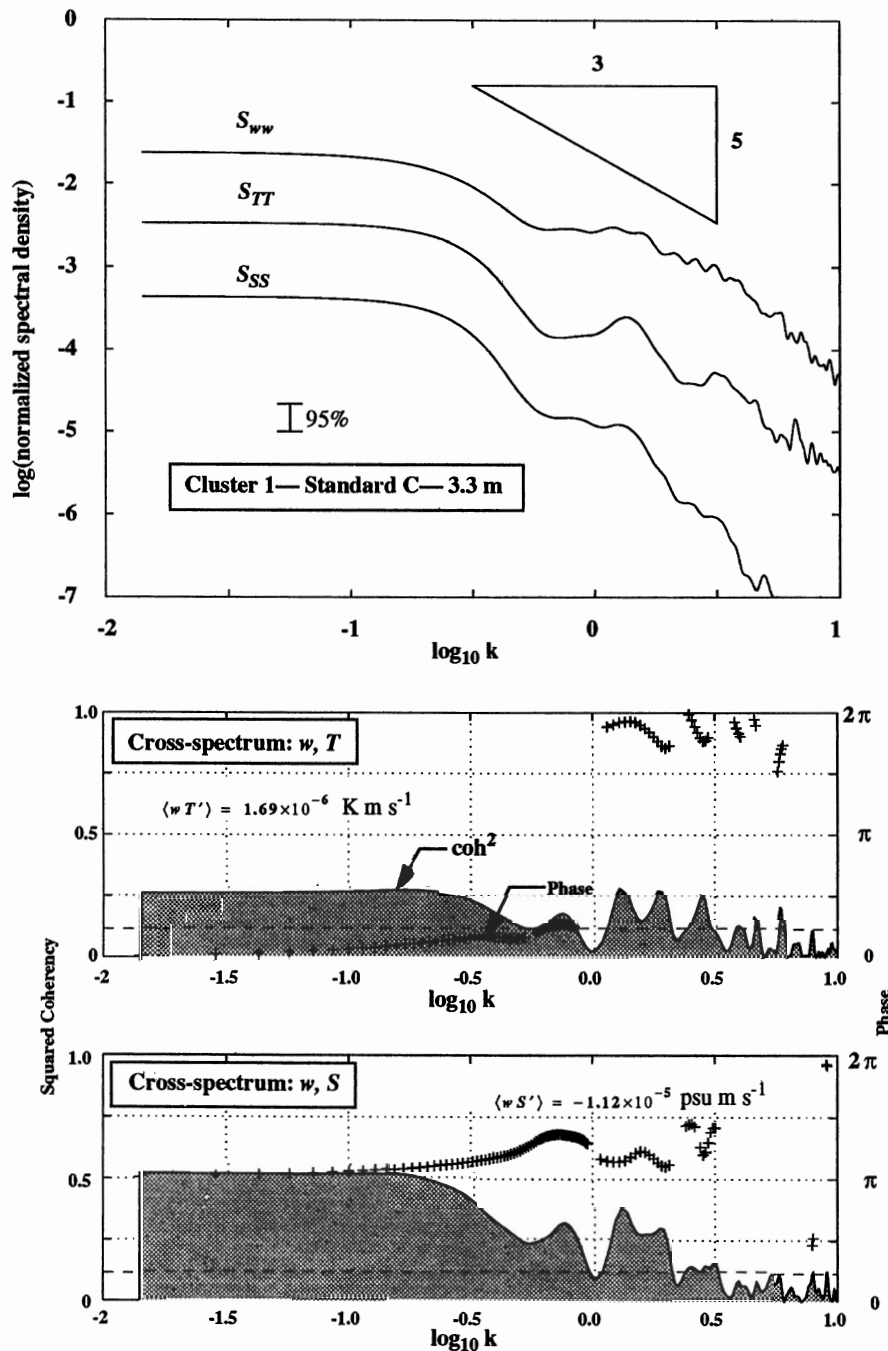 0
-1
-2
-3
-4
-5
-6
-7
log(normalized spectral density)
3
5
S_ww
S_TT
S_SS
95%
Cluster 1— Standard C— 3.3 m
-2
-1
0
1
log₁₀ k
1.0
0.5
0
2π
π
0
Cross-spectrum: w, T
⟨wT′⟩ = 1.69×10⁻⁶ K m s⁻¹
coh²
Phase
-2
-1.5
-1.0
-0.5
0.0
0.5
1.0
log₁₀ k
Squared Coherency
Phase
1.0
0.5
0
2π
π
0
Cross-spectrum: w, S
⟨wS′⟩ = −1.12×10⁻⁵ psu m s⁻¹
-2
-1.5
-1.0
-0.5
0.0
0.5
1.0
log₁₀ k